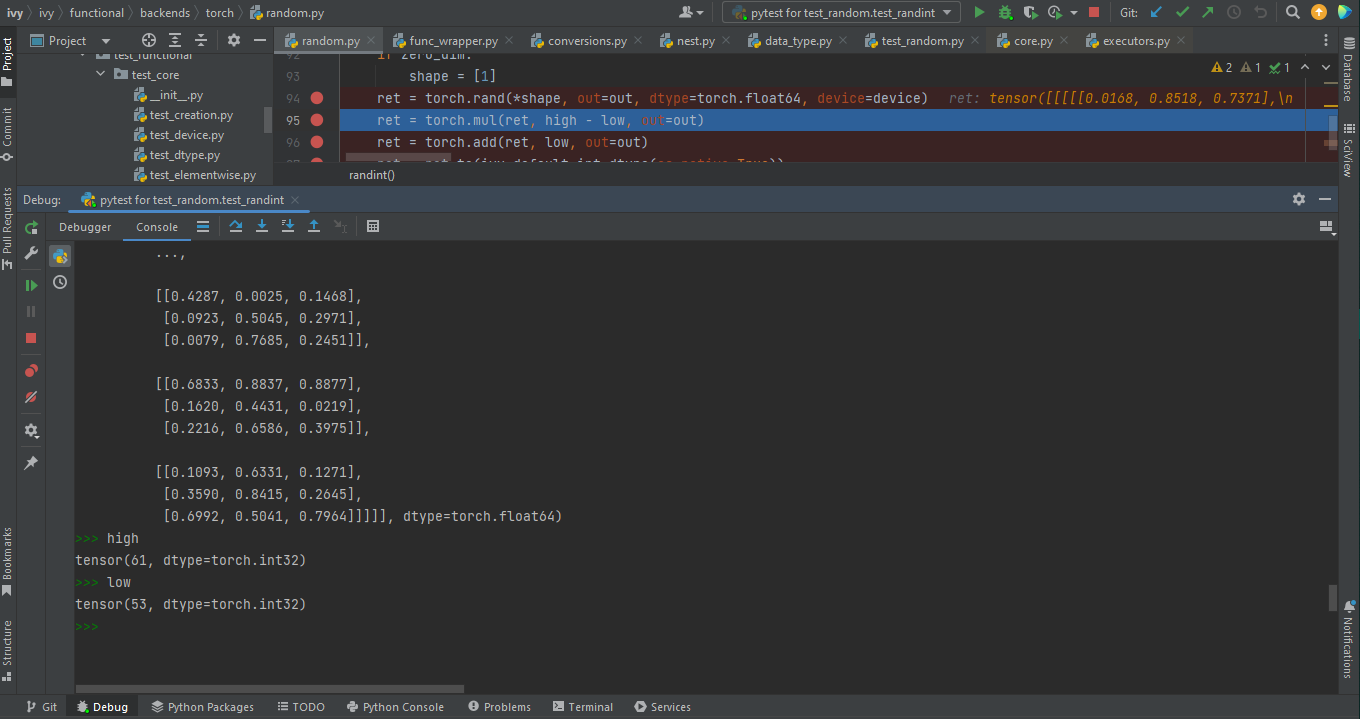 ivy › ivy › functional › backends › torch › random.py
pytest for test_random.test_randint
Git:
Project
random.py
func_wrapper.py
conversions.py
nest.py
data_type.py
test_random.py
core.py
executors.py
test_functional
test_core
__init__.py
test_creation.py
test_device.py
test_dtype.py
test_elementwise.py
92 if zero_dim:
93 shape = [1]
94 ret = torch.rand(*shape, out=out, dtype=torch.float64, device=device) ret: tensor([[[[[0.0168, 0.8518, 0.7371],\n
95 ret = torch.mul(ret, high - low, out=out)
96 ret = torch.add(ret, low, out=out)
2 1 1
randint()
Debug: pytest for test_random.test_randint
Debugger Console
...,
[[0.4287, 0.0025, 0.1468],
[0.0923, 0.5045, 0.2971],
[0.0079, 0.7685, 0.2451]],
[[0.6833, 0.8837, 0.8877],
[0.1620, 0.4431, 0.0219],
[0.2216, 0.6586, 0.3975]],
[[0.1093, 0.6331, 0.1271],
[0.3590, 0.8415, 0.2645],
[0.6992, 0.5041, 0.7964]]]]], dtype=torch.float64)
>>> high
tensor(61, dtype=torch.int32)
>>> low
tensor(53, dtype=torch.int32)
>>>
Project
Commit
Pull Requests
Bookmarks
Structure
Database
SciView
Notifications
Git Debug Python Packages TODO Python Console Problems Terminal Services